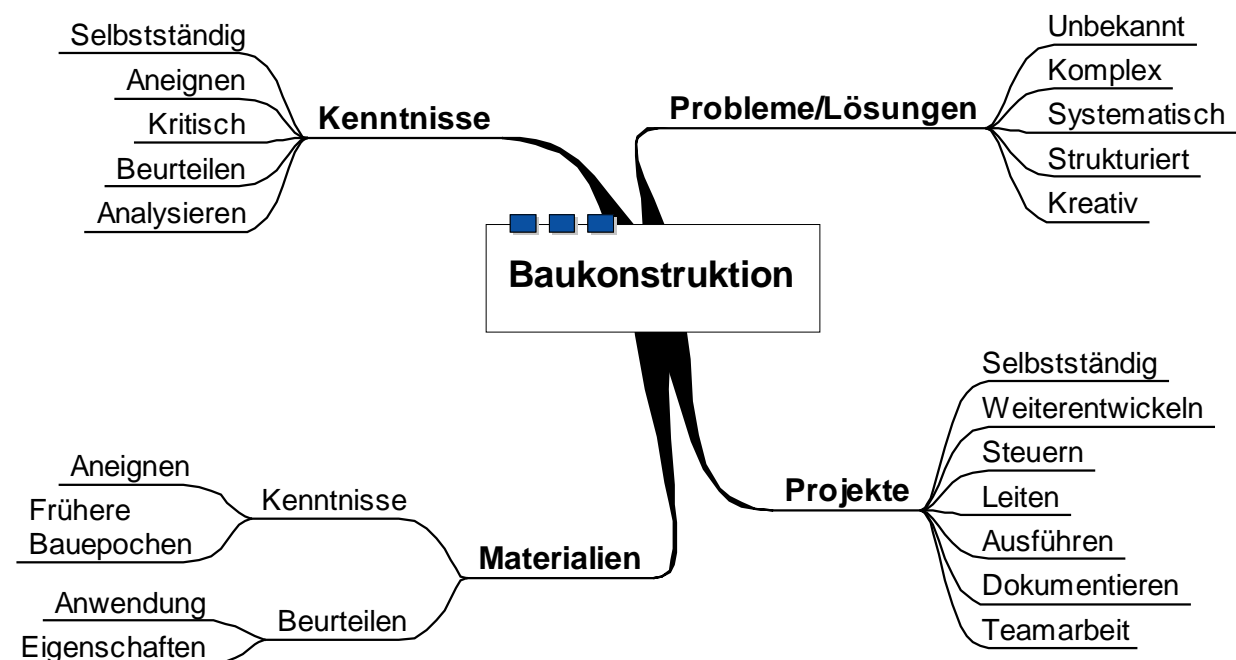 Baukonstruktion
Kenntnisse
Selbstständig
Aneignen
Kritisch
Beurteilen
Analysieren
Probleme/Lösungen
Unbekannt
Komplex
Systematisch
Strukturiert
Kreativ
Projekte
Selbstständig
Weiterentwickeln
Steuern
Leiten
Ausführen
Dokumentieren
Teamarbeit
Materialien
Kenntnisse
Aneignen
Frühere
Bauepochen
Beurteilen
Anwendung
Eigenschaften